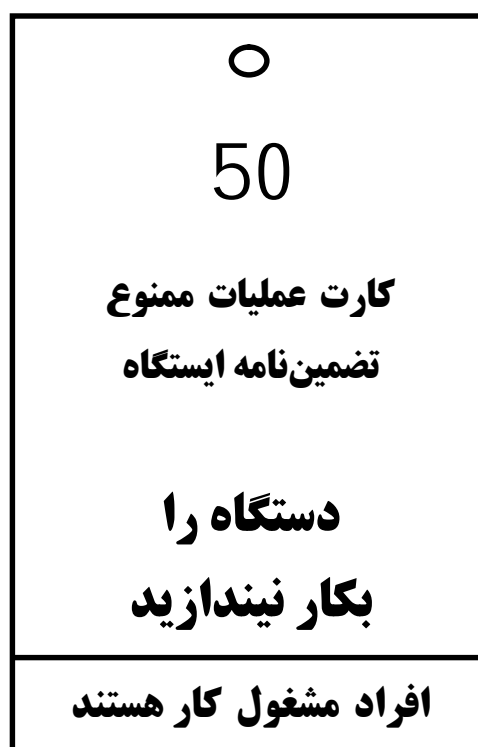 50
کارت عملیات ممنوع
تضمین‌نامه ایستگاه
دستگاه را
بکار نیندازید
افراد مشغول کار هستند